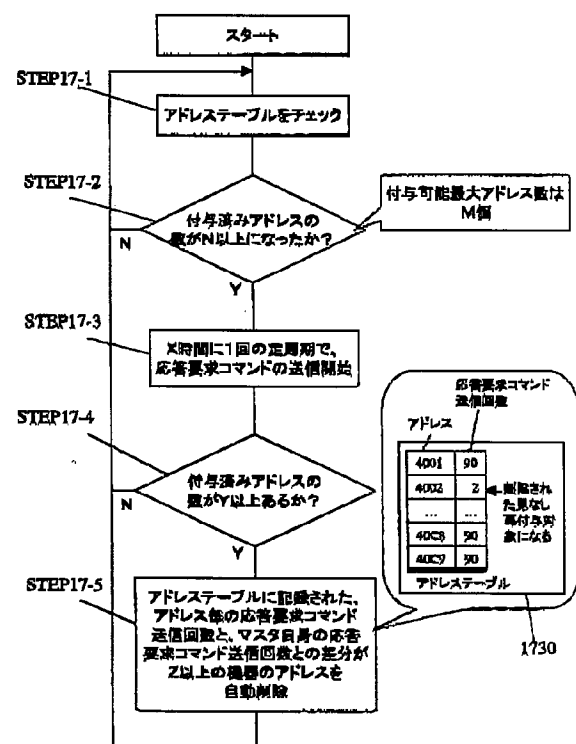 スタート
STEP17-1
アドレステーブルをチェック
STEP17-2
付与済みアドレスの
数がN以上になったか?
付与可能最大アドレス数は
M個
N
Y
STEP17-3
X時間に1回の定周期で、
応答要求コマンドの送信開始
STEP17-4
付与済みアドレスの
数がY以上あるか?
N
Y
応答要求コマンド
送信回数
アドレス
4001 90
4002 2
... ...
40C8 90
40C9 90
削除され
た見なし
再付与対
象になる
アドレステーブル
1730
STEP17-5
アドレステーブルに記録された、
アドレス毎の応答要求コマンド
送信回数と、マスタ自身の応答
要求コマンド送信回数との差分が
Z以上の機器のアドレスを
自動削除